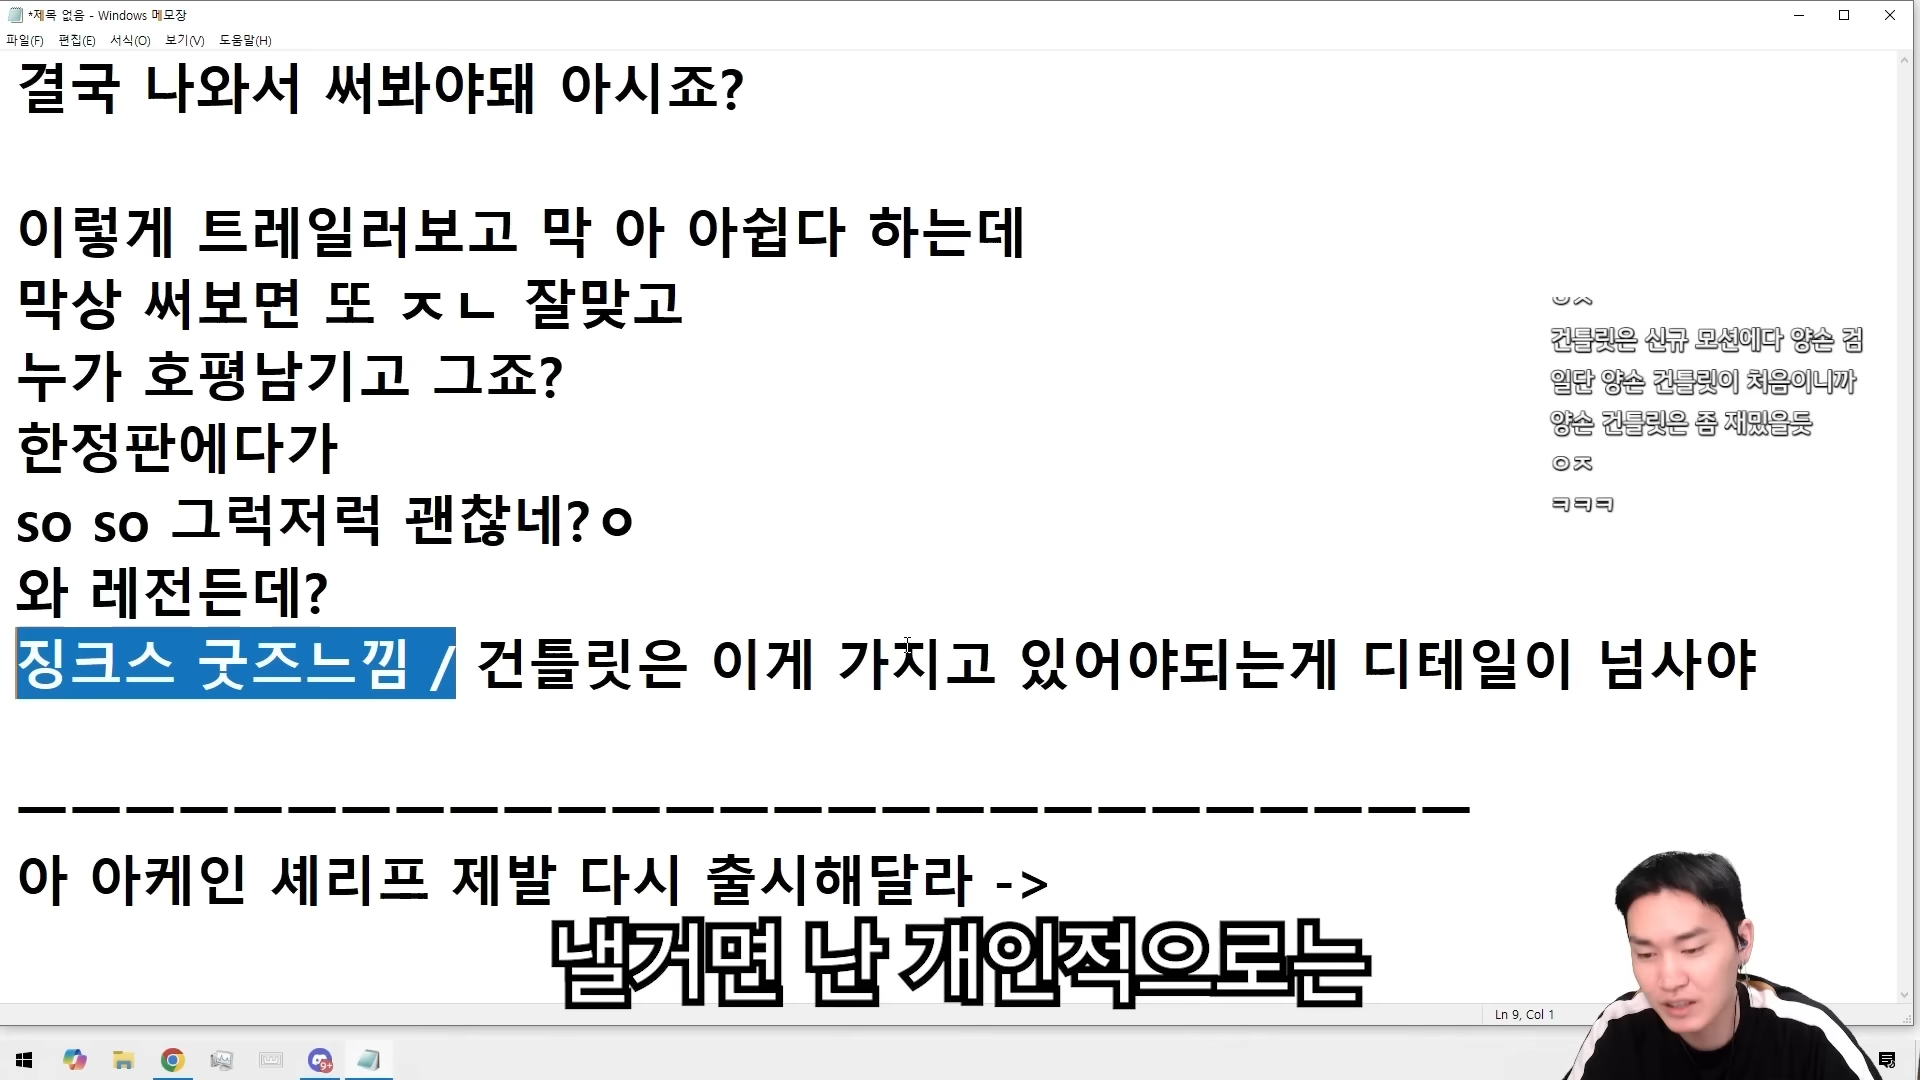 *제목 없음 - Windows 메모장
파일(F) 편집(E) 서식(O) 보기(V) 도움말(H)
결국 나와서 써봐야돼 아시죠?
이렇게 트레일러보고 막 아 아쉽다 하는데
막상 써보면 또 ㅈㄴ 잘맞고
누가 호평남기고 그죠?
한정판에다가
so so 그럭저럭 괜찮네?ㅇ
와 레전든데?
징크스 굿즈느낌 / 건틀릿은 이게 가치고 있어야되는게 디테일이 넘사야
ㅡㅡㅡㅡㅡㅡㅡㅡㅡㅡㅡㅡㅡㅡㅡㅡㅡㅡㅡㅡㅡㅡㅡㅡㅡㅡㅡ
아 아케인 셰리프 제발 다시 출시해달라 ->
건틀릿은 신규 모션에다 양손 검
일단 양손 건틀릿이 처음이니까
양손 건틀릿은 좀 재밌을듯
ㅇㅈ
ㅋㅋㅋ
낼거면 난 개인적으로는
Ln 9, Col 1
9+